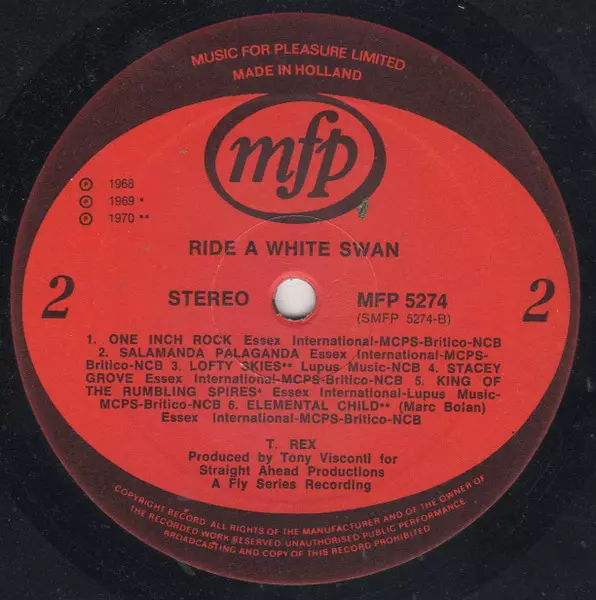 MUSIC FOR PLEASURE LIMITED
MADE IN HOLLAND
mfp
℗ 1968
℗ 1969 *
℗ 1970 **
RIDE A WHITE SWAN
2
STEREO
MFP 5274
(SMFP 5274-B)
2
1. ONE INCH ROCK Essex International-MCPS-Britico-NCB
2. SALAMANDA PALAGANDA Essex International-MCPS-
Britico-NCB 3. LOFTY SKIES** Lupus Music-NCB 4. STACEY
GROVE Essex International-MCPS-Britico-NCB 5. KING OF
THE RUMBLING SPIRES* Essex International-Lupus Music-
MCPS-Britico-NCB 6. ELEMENTAL CHILD** (Marc Bolan)
Essex International-MCPS-Britico-NCB
T. REX
Produced by Tony Visconti for
Straight Ahead Productions
A Fly Series Recording
COPYRIGHT RECORD ALL RIGHTS OF THE MANUFACTURER AND OF THE OWNER OF
THE RECORDED WORK RESERVED UNAUTHORISED PUBLIC PERFORMANCE
BROADCASTING AND COPY OF THIS RECORD PROHIBITED